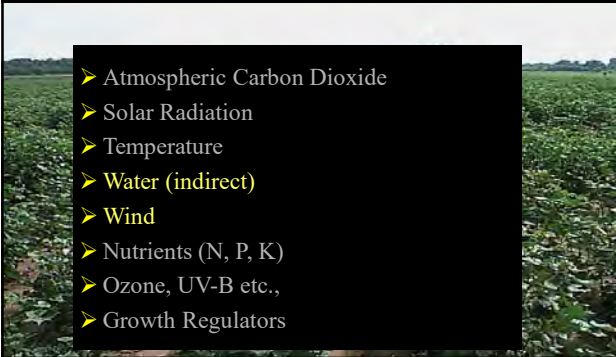 ➢ Atmospheric Carbon Dioxide
➢ Solar Radiation
➢ Temperature
➢ Water (indirect)
➢ Wind
➢ Nutrients (N, P, K)
➢ Ozone, UV-B etc.,
➢ Growth Regulators